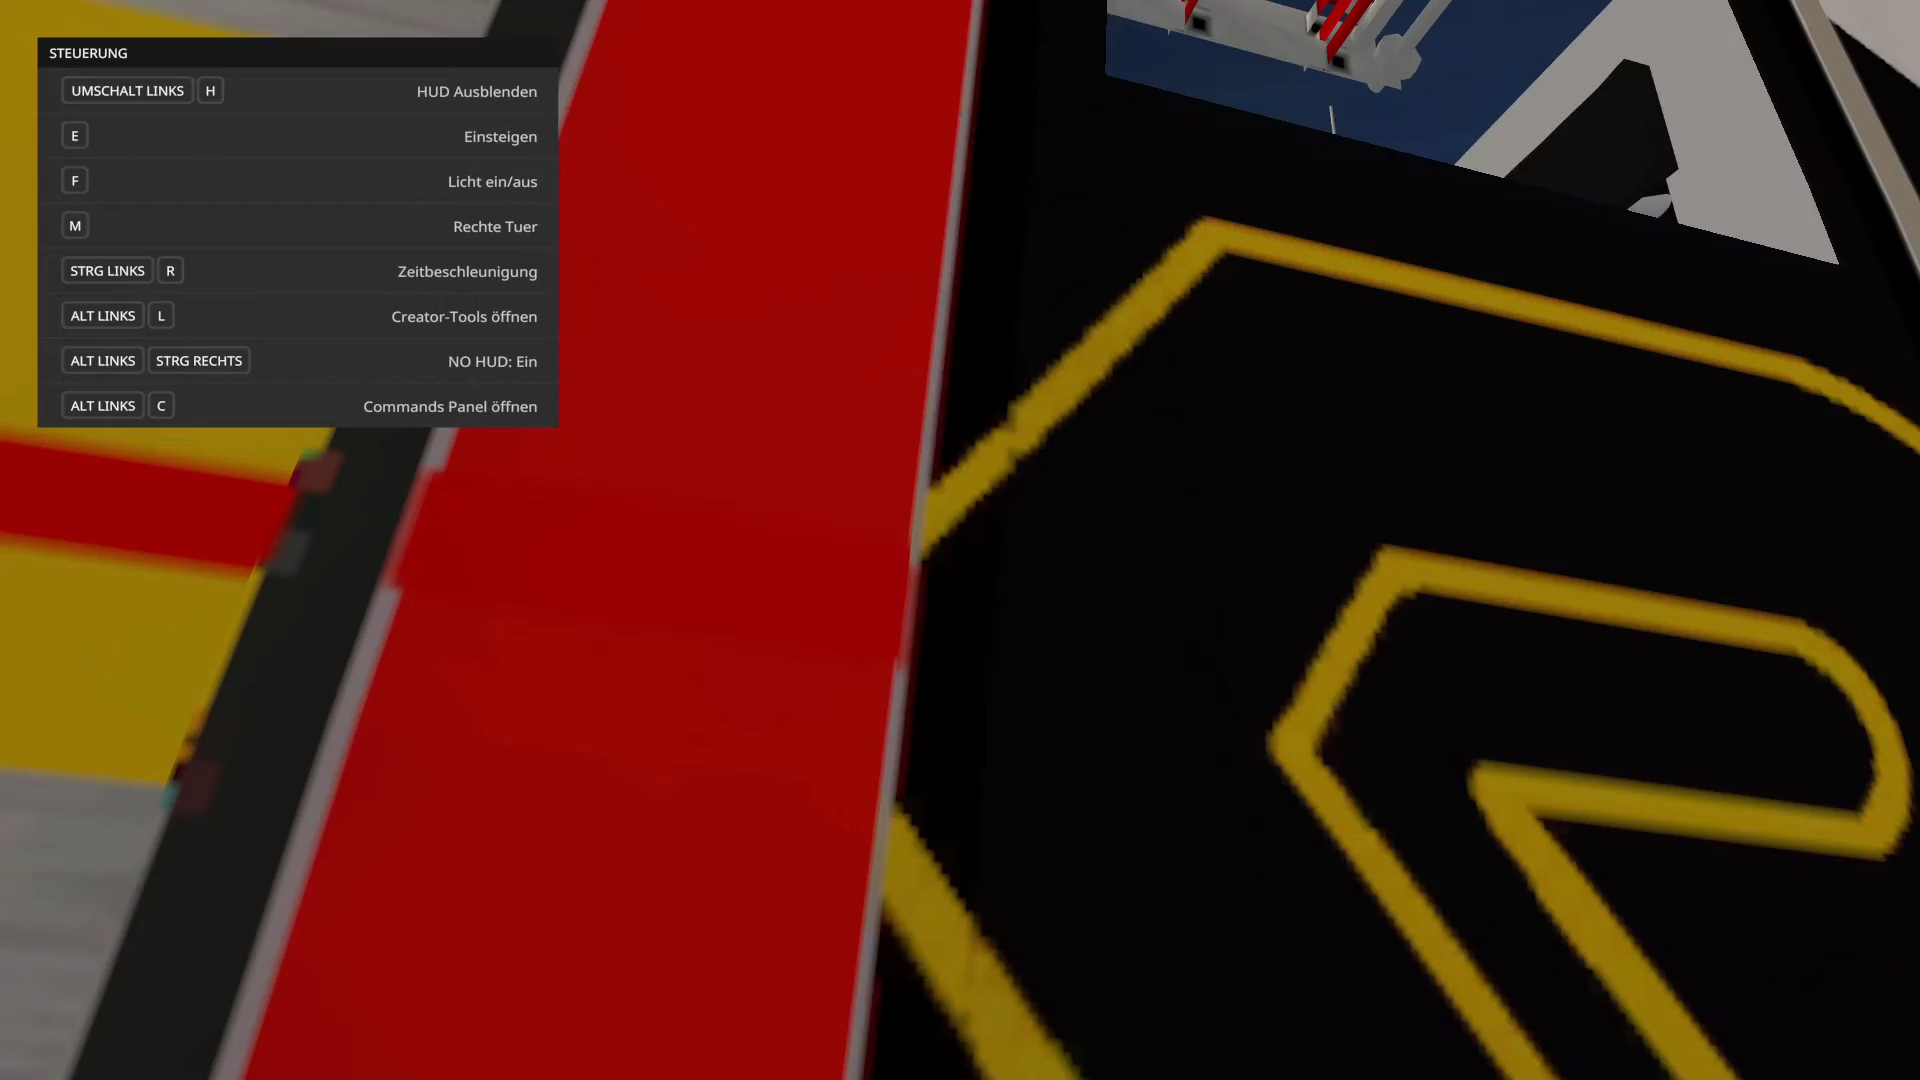 STEUERUNG
UMSCHALT LINKS H HUD Ausblenden
E Einsteigen
F Licht ein/aus
M Rechte Tuer
STRG LINKS R Zeitbeschleunigung
ALT LINKS L Creator-Tools öffnen
ALT LINKS STRG RECHTS NO HUD: Ein
ALT LINKS C Commands Panel öffnen